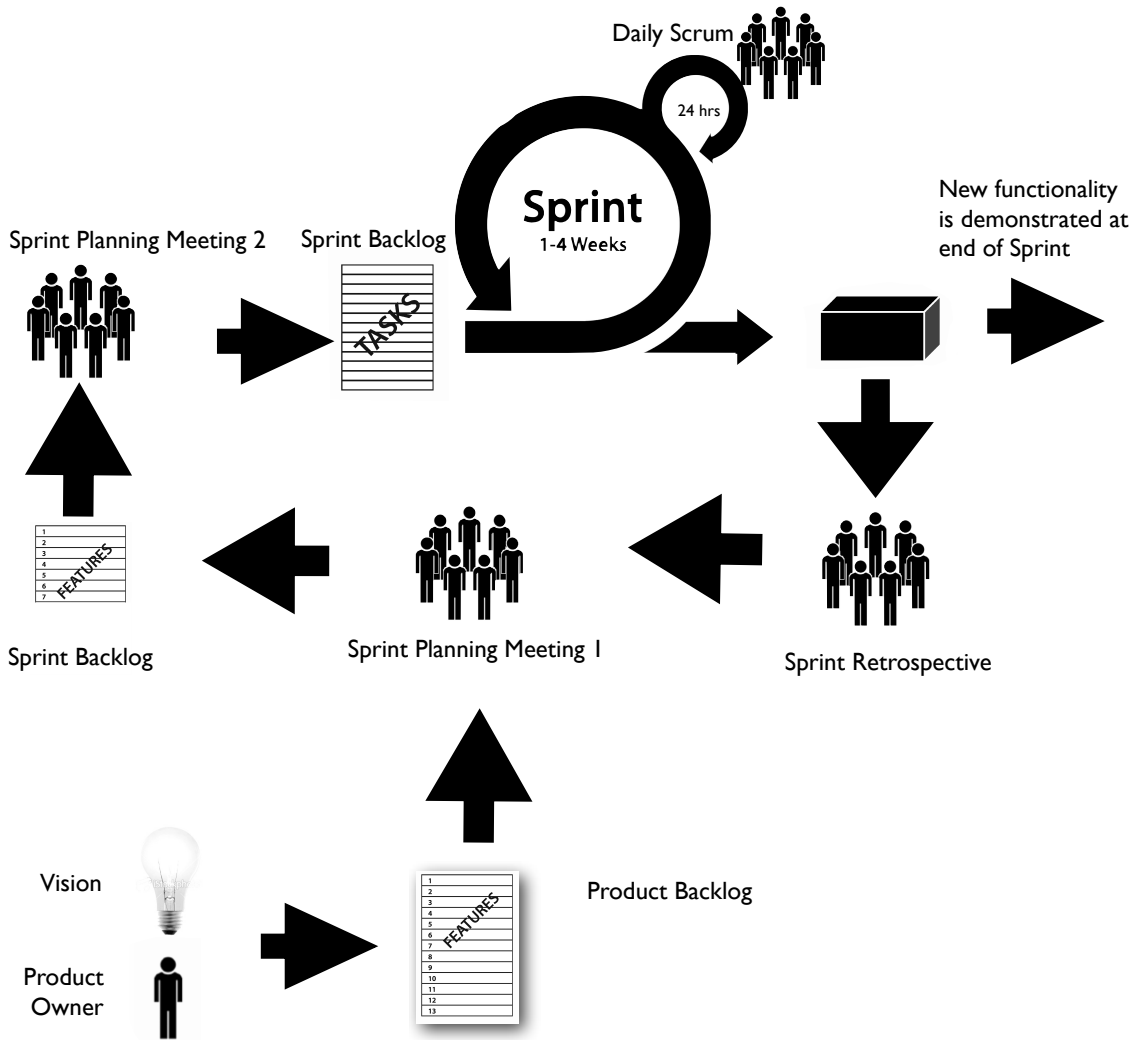 Daily Scrum
24 hrs
Sprint
1-4 Weeks
New functionality
is demonstrated at
end of Sprint
Sprint Planning Meeting 2
Sprint Backlog
TASKS
1
2
3
4
5
6
7
FEATURES
Sprint Backlog
Sprint Planning Meeting 1
Sprint Retrospective
Vision
Product
Owner
1
2
3
4
5
6
7
8
9
10
11
12
13
FEATURES
Product Backlog